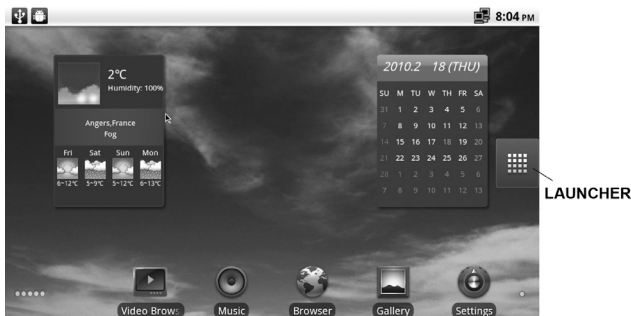 8:04 PM
2°C
Humidity: 100%
Angers,France
Fog
Fri Sat Sun Mon
6~12°C 5~9°C 5~12°C 6~13°C
2010.2 18 (THU)
SU M TU W TH FR SA
31 1 2 3 4 5 6
7 8 9 10 11 12 13
14 15 16 17 18 19 20
21 22 23 24 25 26 27
28 1 2 3 4 5 6
7 8 9 10 11 12 13
LAUNCHER
Video Brows Music Browser Gallery Settings